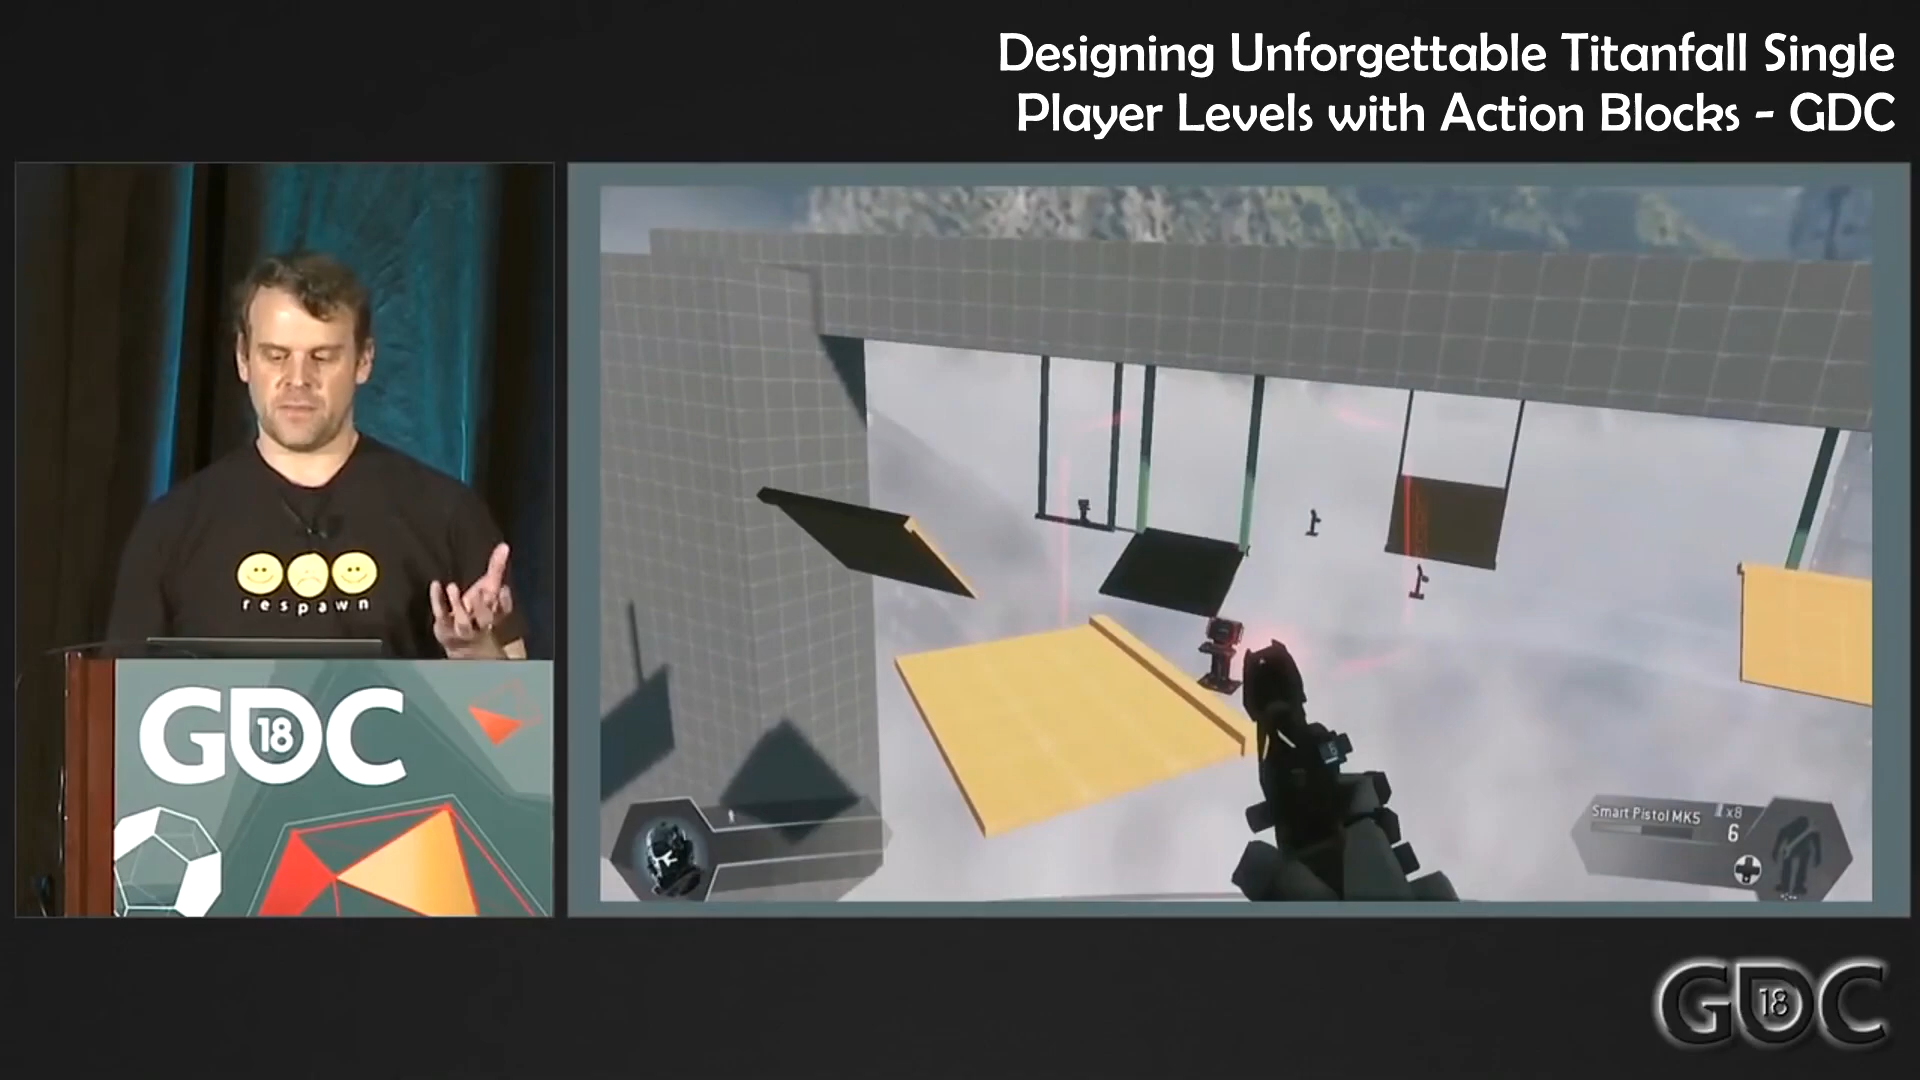 Designing Unforgettable Titanfall Single
Player Levels with Action Blocks - GDC
respawn
GDC
18
Smart Pistol MK5
x8
6
GDC
18